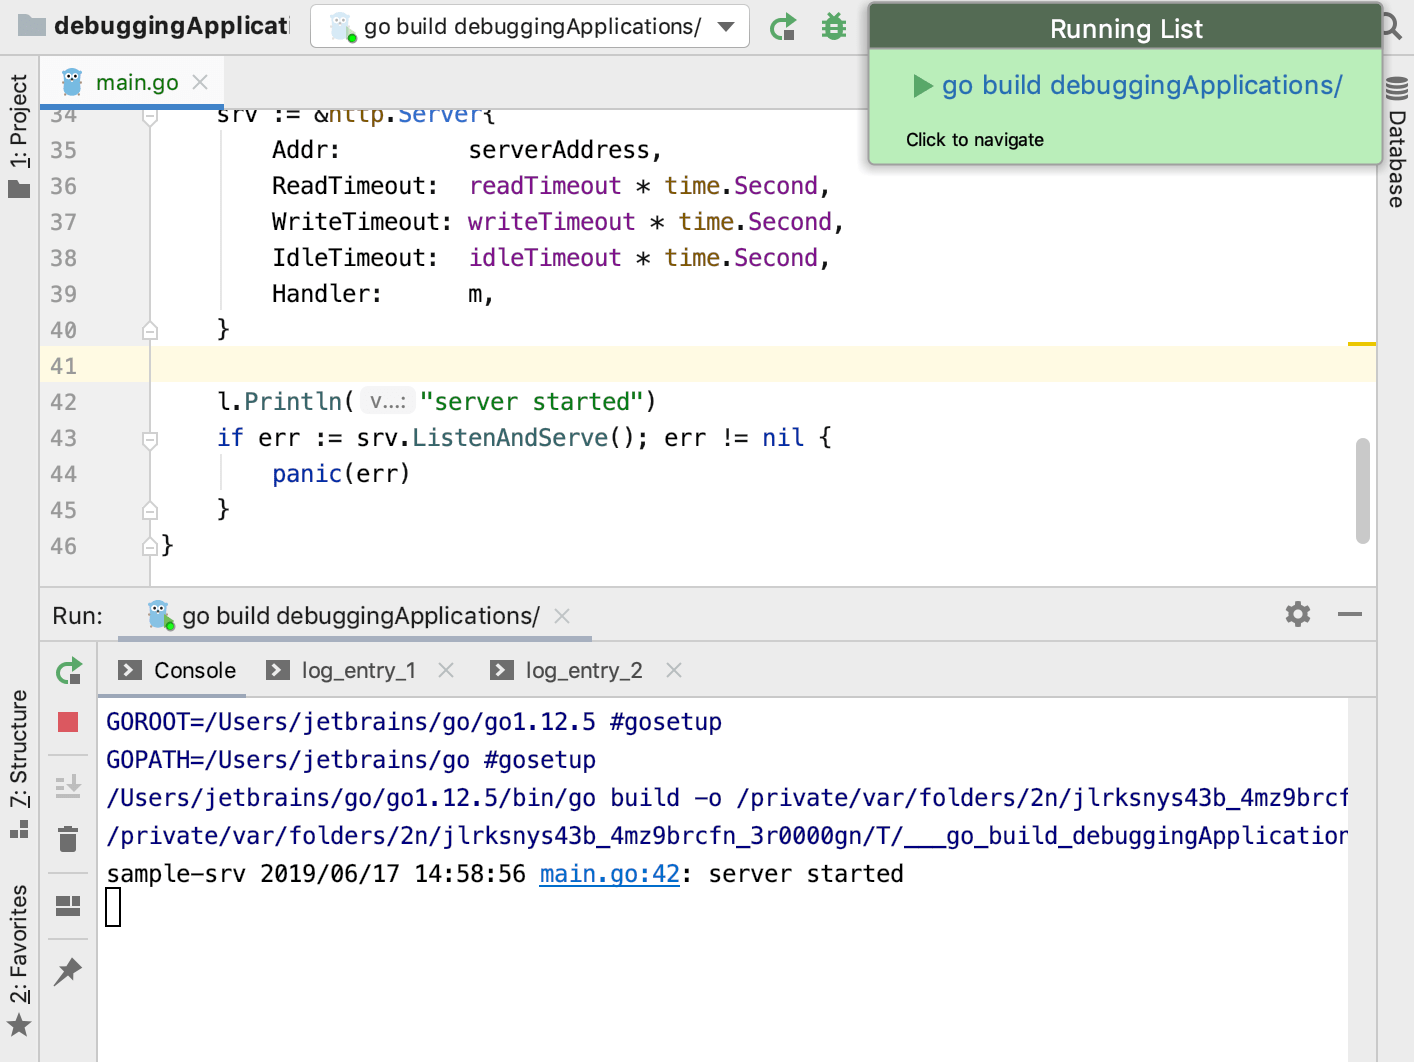 debuggingApplicati
go build debuggingApplications/
Running List
go build debuggingApplications/
Click to navigate
1: Project
main.go
Database
34 srv := &http.Server{
35 Addr: serverAddress,
36 ReadTimeout: readTimeout * time.Second,
37 WriteTimeout: writeTimeout * time.Second,
38 IdleTimeout: idleTimeout * time.Second,
39 Handler: m,
40 }
41
42 l.Println( v...: "server started")
43 if err := srv.ListenAndServe(); err != nil {
44 panic(err)
45 }
46 }
Run: go build debuggingApplications/
Console log_entry_1 log_entry_2
7: Structure
2: Favorites
GOROOT=/Users/jetbrains/go/go1.12.5 #gosetup
GOPATH=/Users/jetbrains/go #gosetup
/Users/jetbrains/go/go1.12.5/bin/go build -o /private/var/folders/2n/jlrksnys43b_4mz9brcf
/private/var/folders/2n/jlrksnys43b_4mz9brcfn_3r0000gn/T/___go_build_debuggingApplication
sample-srv 2019/06/17 14:58:56 main.go:42: server started